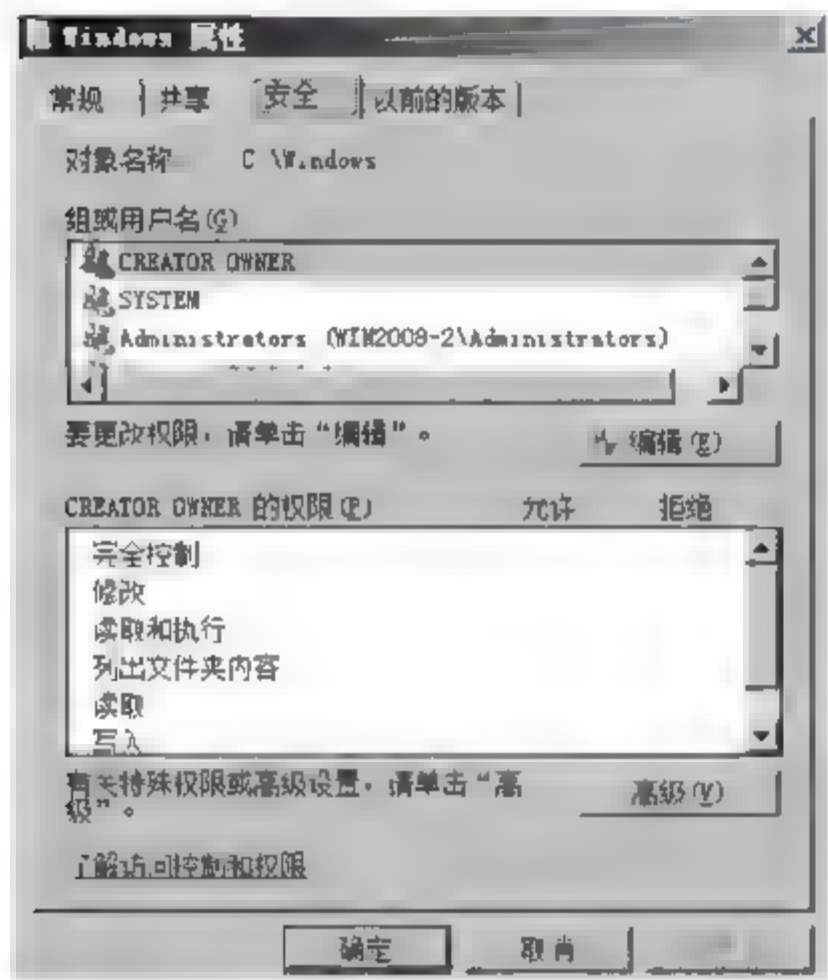 Windows 属性
常规 共享 安全 以前的版本
对象名称 C \Windows
组或用户名(G)
CREATOR OWNER
SYSTEM
Administrators (WIN2008-2\Administrators)
要更改权限，请单击“编辑”。
编辑(E)
CREATOR OWNER 的权限(P) 允许 拒绝
完全控制
修改
读取和执行
列出文件夹内容
读取
写入
有关特殊权限或高级设置，请单击“高
级”。
高级(V)
了解访问控制和权限
确定 取消